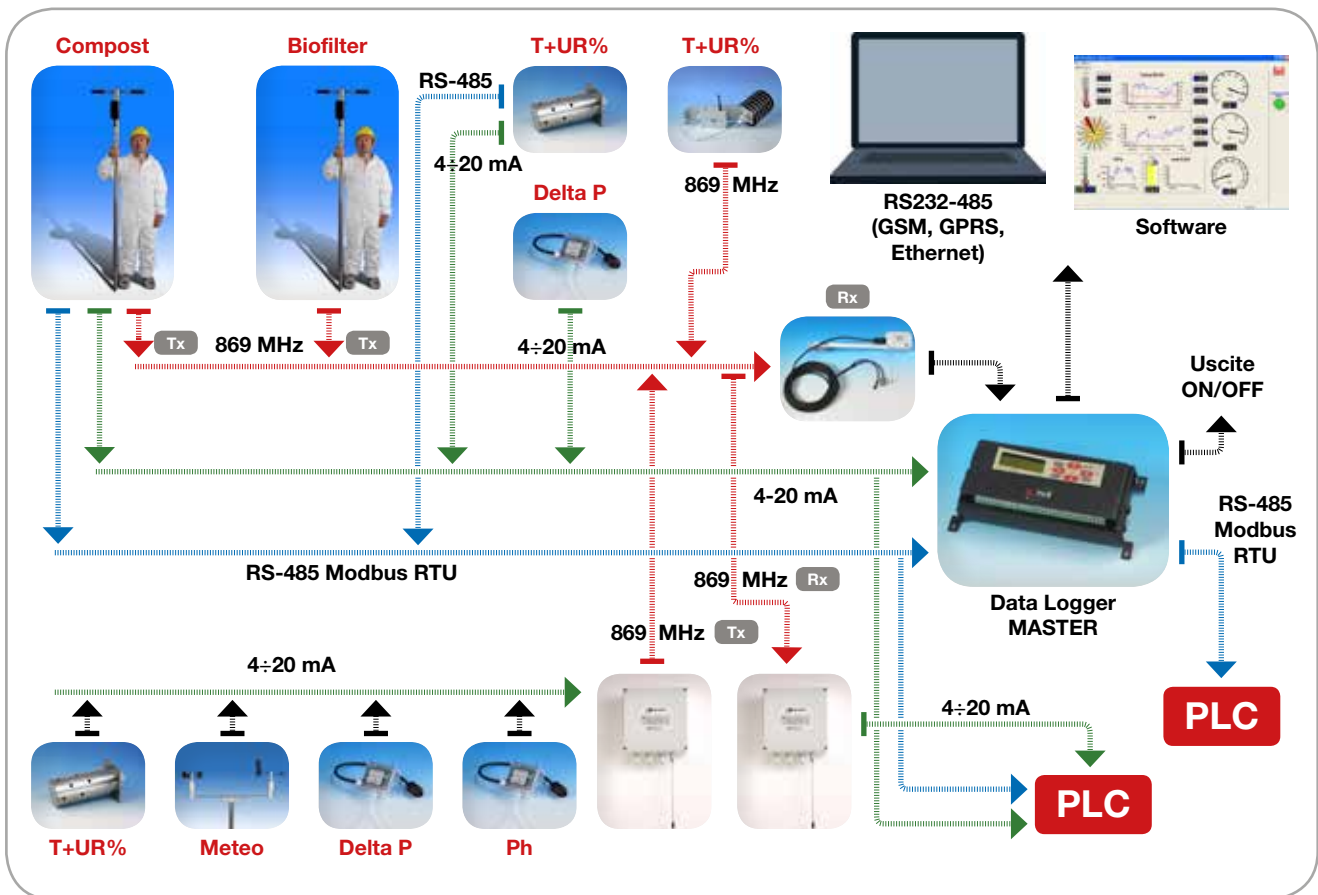 Compost
Biofilter
T+UR%
T+UR%
RS-485
4÷20 mA
869 MHz
Delta P
RS232-485
(GSM, GPRS,
Ethernet)
Software
Rx
Tx
869 MHz
Tx
4÷20 mA
Uscite
ON/OFF
4-20 mA
RS-485
Modbus
RTU
RS-485 Modbus RTU
869 MHz
Rx
Data Logger
MASTER
869 MHz
Tx
4÷20 mA
4÷20 mA
PLC
PLC
T+UR%
Meteo
Delta P
Ph